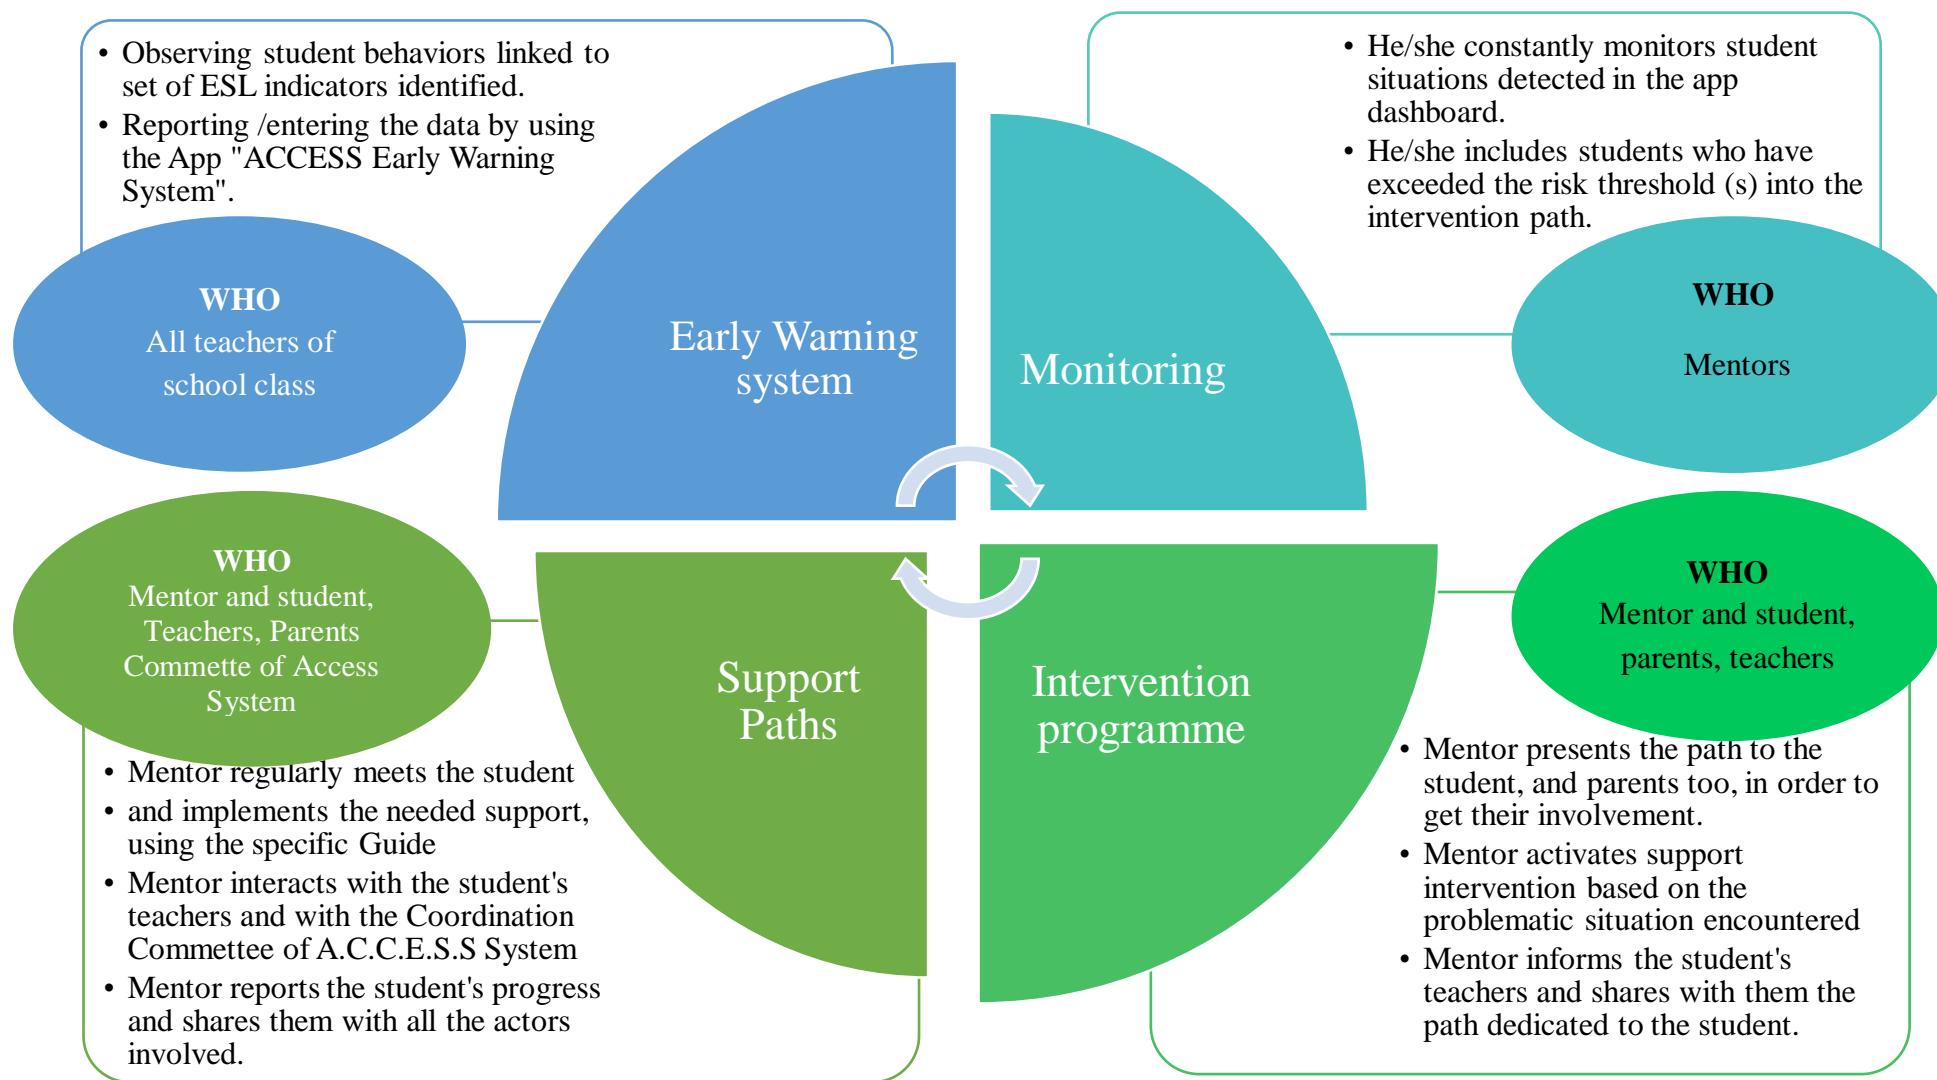 • Observing student behaviors linked to
set of ESL indicators identified.
• Reporting /entering the data by using
the App "ACCESS Early Warning
System".
WHO
All teachers of
school class
Early Warning
system
• He/she constantly monitors student
situations detected in the app
dashboard.
• He/she includes students who have
exceeded the risk threshold (s) into the
intervention path.
WHO
Mentors
Monitoring
WHO
Mentor and student,
Teachers, Parents
Commette of Access
System
Support
Paths
• Mentor regularly meets the student
• and implements the needed support,
using the specific Guide
• Mentor interacts with the student's
teachers and with the Coordination
Committee of A.C.C.E.S.S System
• Mentor reports the student's progress
and shares them with all the actors
involved.
Intervention
programme
WHO
Mentor and student,
parents, teachers
• Mentor presents the path to the
student, and parents too, in order to
get their involvement.
• Mentor activates support
intervention based on the
problematic situation encountered
• Mentor informs the student's
teachers and shares with them the
path dedicated to the student.